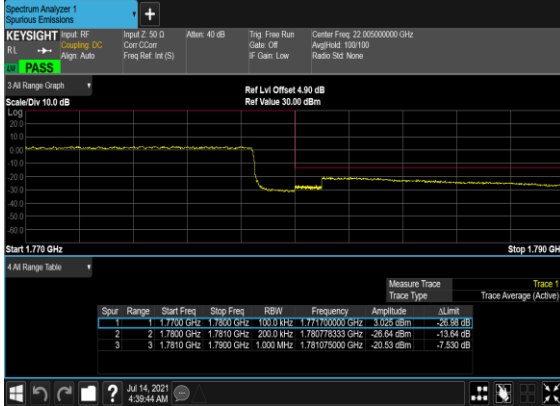 Spectrum Analyzer 1
Spurious Emissions
KEYSIGHT Input: RF
Coupling: DC
Align: Auto
RL
LXI PASS
Input Z: 50 Ω
Corr CCorr
Freq Ref: Int (S)
Atten: 40 dB
Trig: Free Run
Gate: Off
IF Gain: Low
Center Freq: 22.005000000 GHz
Avg|Hold: 100/100
Radio Std: None
3 All Range Graph
Scale/Div 10.0 dB
Ref Lvl Offset 4.90 dB
Ref Value 30.00 dBm
Log
20.0
10.0
0.00
-10.0
-20.0
-30.0
-40.0
-50.0
-60.0
Start 1.770 GHz
Stop 1.790 GH
4 All Range Table
Measure Trace Trace 1
Trace Type Trace Average (Active)
Spur Range Start Freq Stop Freq RBW Frequency Amplitude ΔLimit
1 1 1.7700 GHz 1.7800 GHz 100.0 kHz 1.771700000 GHz 3.025 dBm -26.98 dB
2 2 1.7800 GHz 1.7810 GHz 200.0 kHz 1.780778333 GHz -26.64 dBm -13.64 dB
3 3 1.7810 GHz 1.7900 GHz 1.000 MHz 1.781075000 GHz -20.53 dBm -7.530 dB
Jul 14, 2021
4:39:44 AM